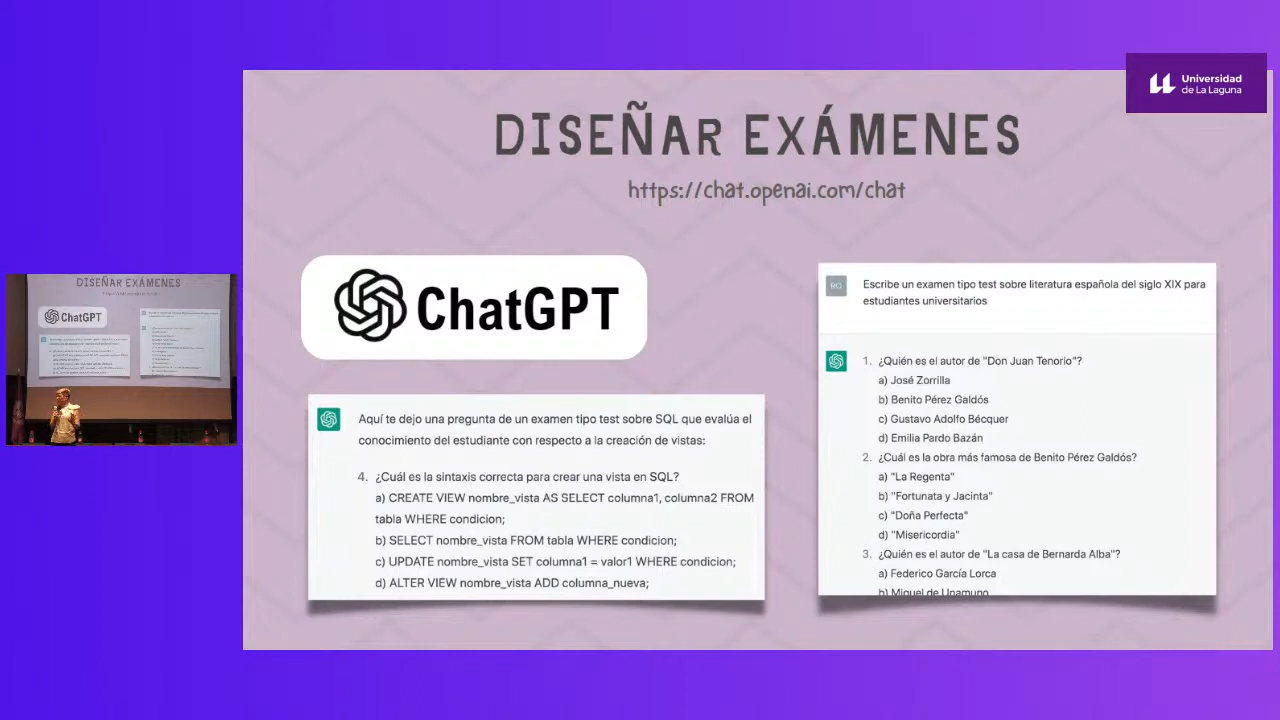 Universidad
de La Laguna
DISEÑAR EXÁMENES
https://chat.openai.com/chat
ChatGPT
Aquí te dejo una pregunta de un examen tipo test sobre SQL que evalúa el
conocimiento del estudiante con respecto a la creación de vistas:
4. ¿Cuál es la sintaxis correcta para crear una vista en SQL?
a) CREATE VIEW nombre_vista AS SELECT columna1, columna2 FROM
tabla WHERE condicion;
b) SELECT nombre_vista FROM tabla WHERE condicion;
c) UPDATE nombre_vista SET columna1 = valor1 WHERE condicion;
d) ALTER VIEW nombre_vista ADD columna_nueva;
RO
Escribe un examen tipo test sobre literatura española del siglo XIX para
estudiantes universitarios
1. ¿Quién es el autor de "Don Juan Tenorio"?
a) José Zorrilla
b) Benito Pérez Galdós
c) Gustavo Adolfo Bécquer
d) Emilia Pardo Bazán
2. ¿Cuál es la obra más famosa de Benito Pérez Galdós?
a) "La Regenta"
b) "Fortunata y Jacinta"
c) "Doña Perfecta"
d) "Misericordia"
3. ¿Quién es el autor de "La casa de Bernarda Alba"?
a) Federico García Lorca
b) Miguel de Unamuno
DISEÑAR EXÁMENES
ChatGPT